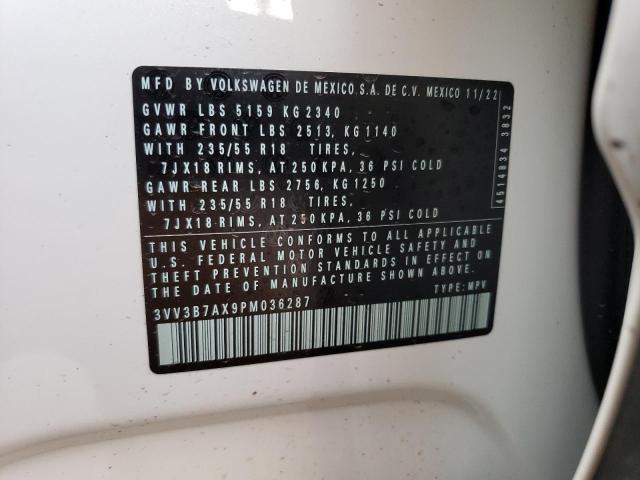 MFD BY VOLKSWAGEN DE MEXICO S.A. DE C.V. MEXICO 11/22
GVWR LBS 5159 KG 2340
GAWR FRONT LBS 2513, KG 1140
WITH 235/55 R18 TIRES,
7JX18 RIMS, AT 250 KPA, 36 PSI COLD
GAWR REAR LBS 2756, KG 1250
WITH 235/55 R18 TIRES,
7JX18 RIMS, AT 250 KPA, 36 PSI COLD
THIS VEHICLE CONFORMS TO ALL APPLICABLE
U.S. FEDERAL MOTOR VEHICLE SAFETY AND
THEFT PREVENTION STANDARDS IN EFFECT ON
THE DATE OF MANUFACTURE SHOWN ABOVE.
3VV3B7AX9PM036287 TYPE: MPV
4514834 3832